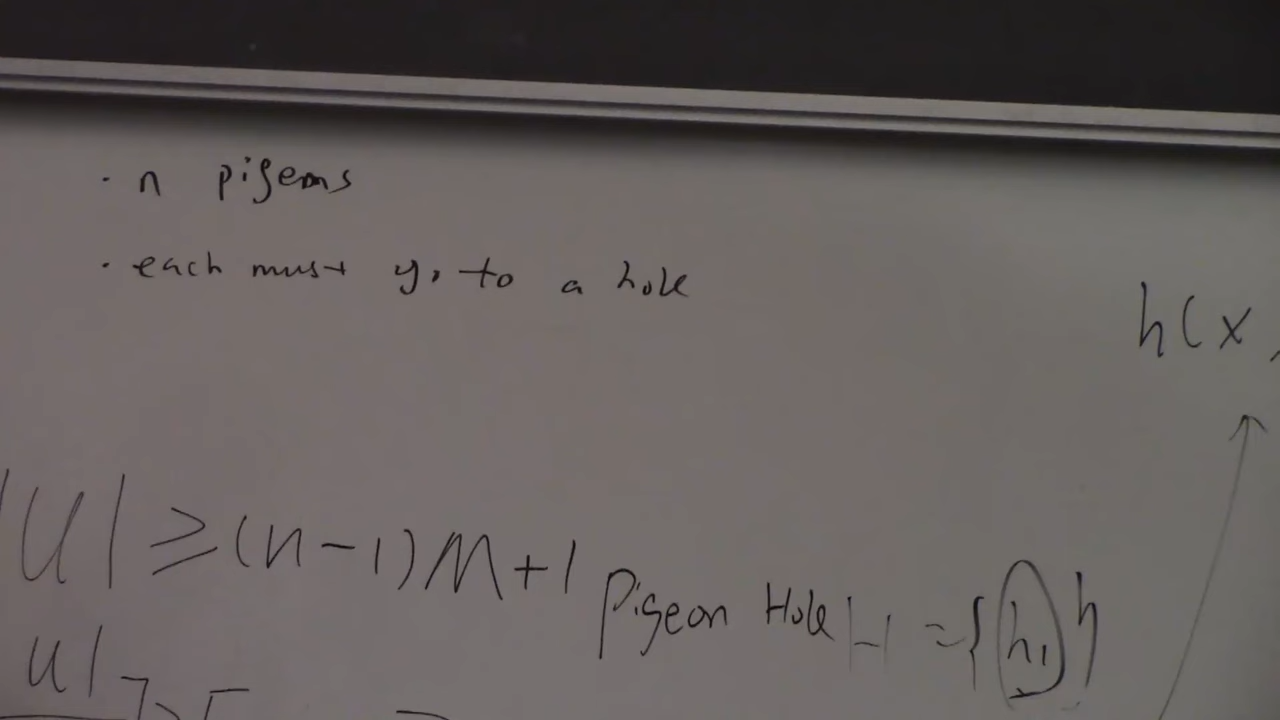 · n pigeons
· each must go to a hole
h(x,
|U| ≥ (n-1)M+1
Pigeon Hole H = {h₁}
|U| ≥